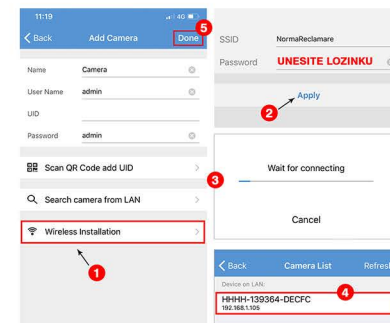 11:19
4G
5
Back
Add Camera
Done
Name
Camera
User Name
admin
UID
Password
admin
Scan QR Code add UID
Search camera from LAN
Wireless Installation
1
SSID
NormaReclamare
Password
UNESITE LOZINKU
Apply
2
3
Wait for connecting
Cancel
Back
Camera List
Refresh
Device on LAN:
4
HHHH-139364-DECFC
192.168.1.105